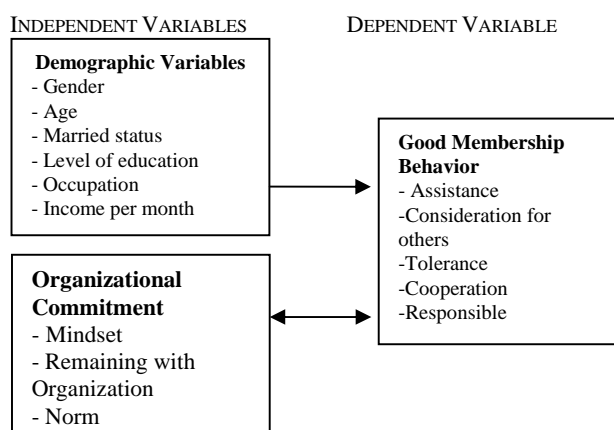 INDEPENDENT VARIABLES
DEPENDENT VARIABLE
Demographic Variables
- Gender
- Age
- Married status
- Level of education
- Occupation
- Income per month
Organizational
Commitment
- Mindset
- Remaining with
Organization
- Norm
Good Membership
Behavior
- Assistance
-Consideration for
others
-Tolerance
-Cooperation
-Responsible